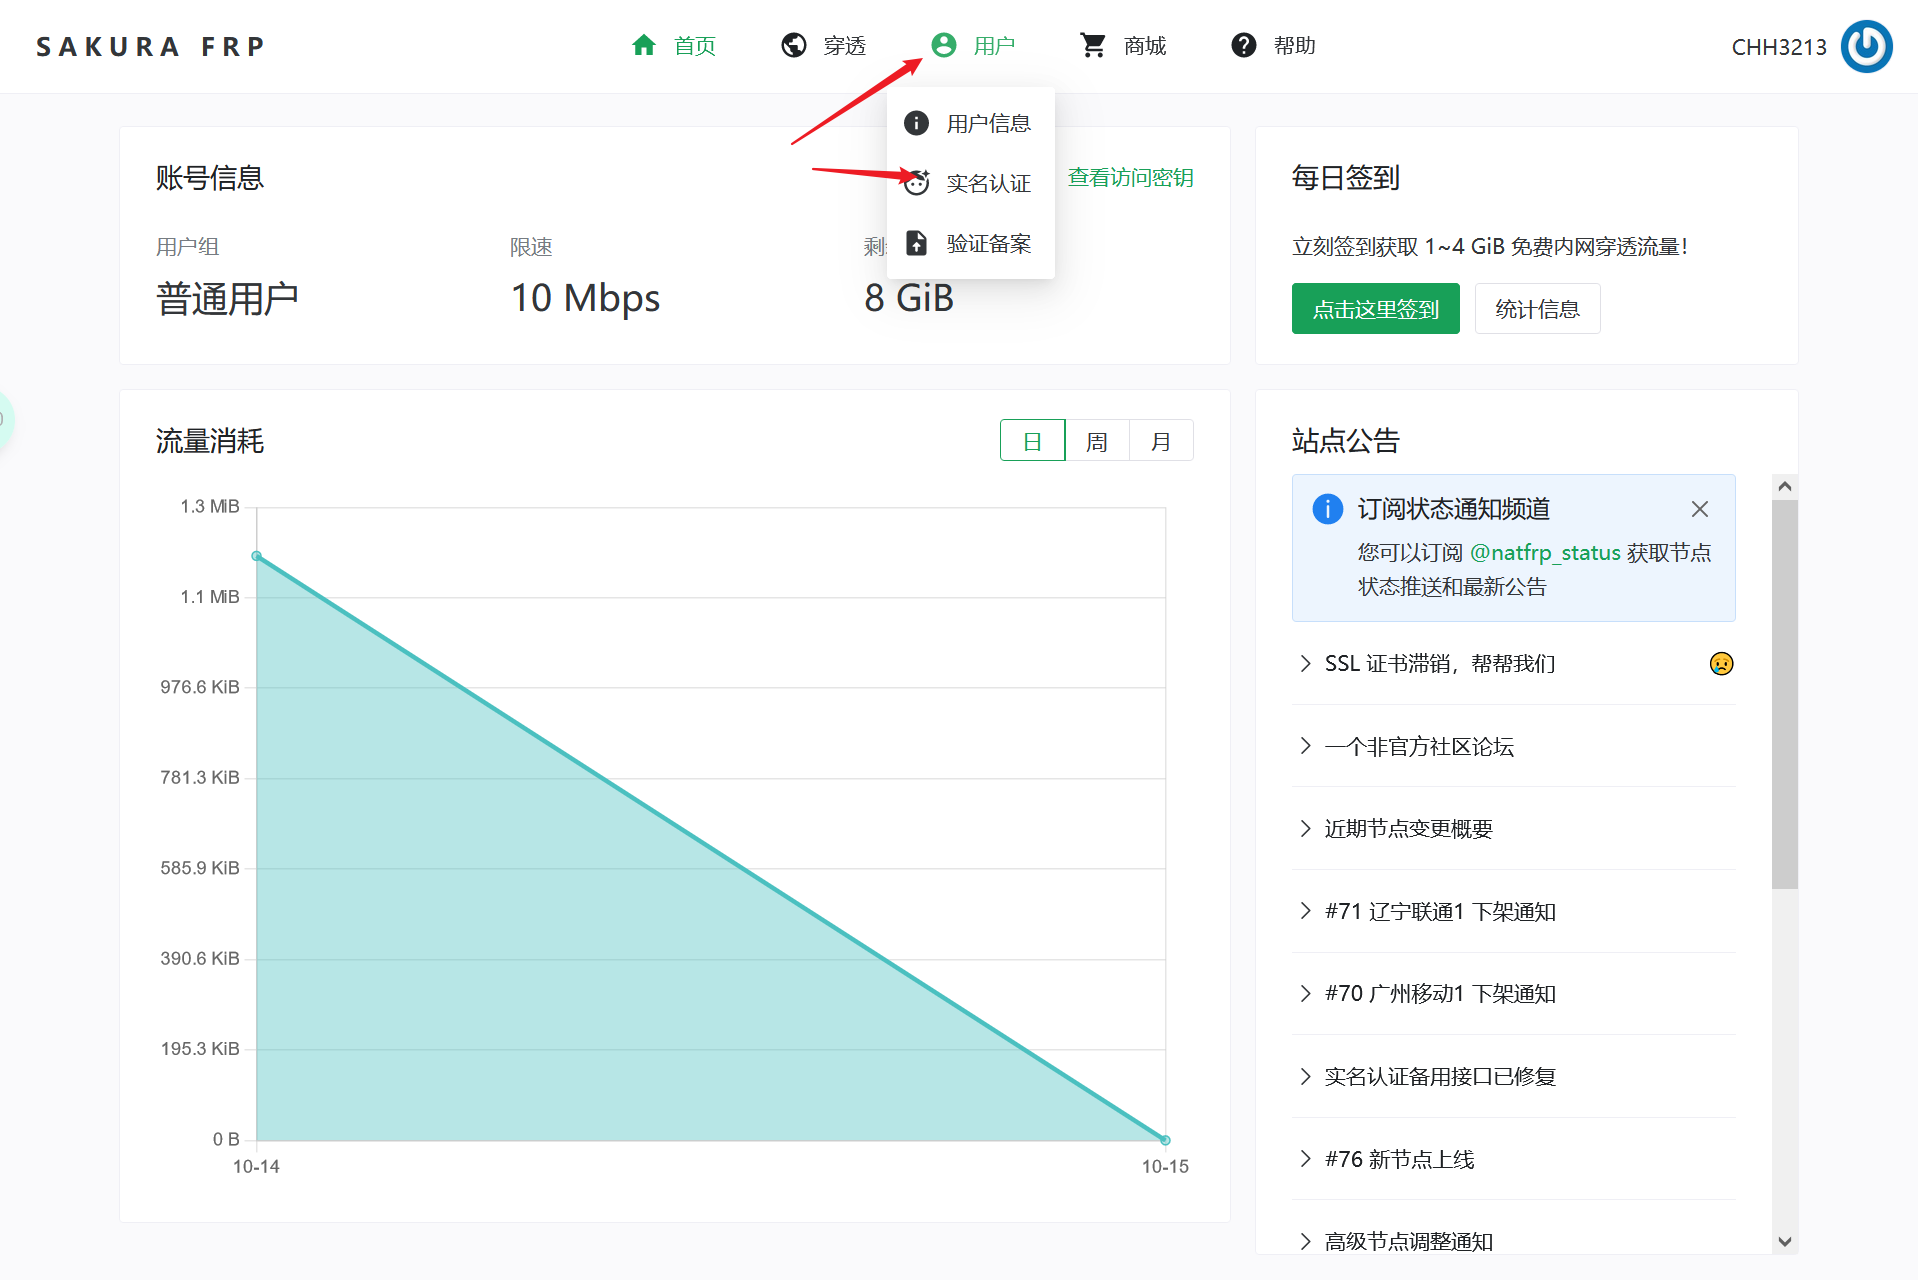 SAKURA FRP
首页
穿透
用户
商城
帮助
CHH3213
用户信息
实名认证
验证备案
账号信息
查看访问密钥
用户组
普通用户
限速
10 Mbps
8 GiB
每日签到
立刻签到获取 1~4 GiB 免费内网穿透流量！
点击这里签到
统计信息
流量消耗
日
周
月
1.3 MiB
1.1 MiB
976.6 KiB
781.3 KiB
585.9 KiB
390.6 KiB
195.3 KiB
0 B
10-14
10-15
站点公告
订阅状态通知频道
您可以订阅 @natfrp_status 获取节点
状态推送和最新公告
SSL 证书滞销，帮帮我们
一个非官方社区论坛
近期节点变更概要
#71 辽宁联通1 下架通知
#70 广州移动1 下架通知
实名认证备用接口已修复
#76 新节点上线
高级节点调整通知